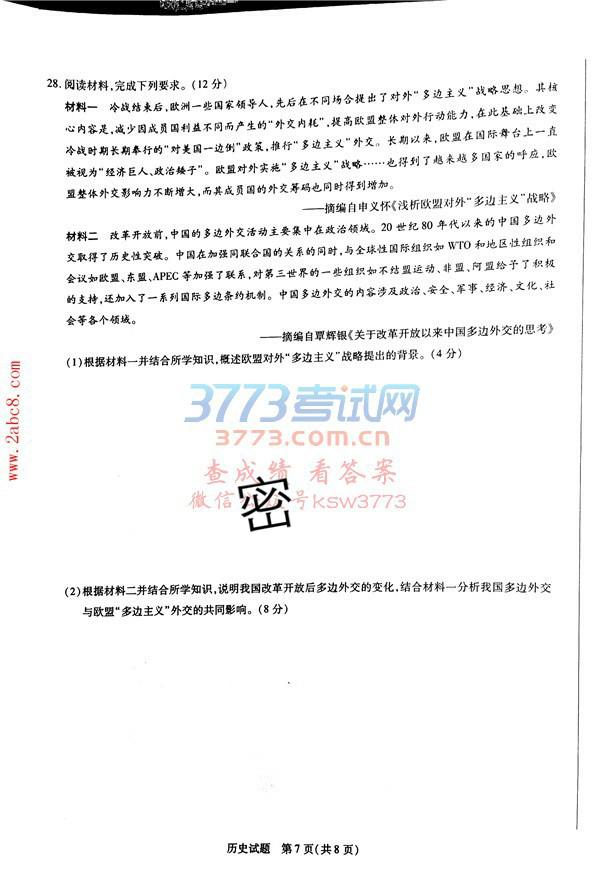 28. 阅读材料,完成下列要求。(12 分)
材料一　冷战结束后,欧洲一些国家领导人,先后在不同场合提出了对外“多边主义”战略思想。其核
心内容是,减少因成员国利益不同而产生的“外交内耗”,提高欧盟整体对外行动能力,在此基础上改变
冷战时期长期奉行的“对美国一边倒”政策,推行“多边主义”外交。长期以来,欧盟在国际舞台上一直
被视为“经济巨人、政治矮子”。欧盟对外实施“多边主义”战略……也得到了越来越多国家的呼应,欧
盟整体外交影响力不断增大,而其成员国的外交筹码也同时得到增加。
——摘编自申义怀《浅析欧盟对外“多边主义”战略》
材料二　改革开放前,中国的多边外交活动主要集中在政治领域。20 世纪 80 年代以来的中国多边外
交取得了历史性突破。中国在加强同联合国的关系的同时,与全球性国际组织如 WTO 和地区性组织和
会议如欧盟、东盟、APEC 等加强了联系,对第三世界的一些组织如不结盟运动、非盟、阿盟给予了积极
的支持,还加入了一系列国际多边条约机制。中国多边外交的内容涉及政治、安全、军事、经济、文化、社
会等各个领域。
——摘编自覃辉银《关于改革开放以来中国多边外交的思考》
(1)根据材料一并结合所学知识,概述欧盟对外“多边主义”战略提出的背景。(4 分)
www.2abc8.com
3773考试网
3773.com.cn
查成绩 看答案
微信公众号ksw3773
密
(2)根据材料二并结合所学知识,说明我国改革开放后多边外交的变化,结合材料一分析我国多边外交
与欧盟“多边主义”外交的共同影响。(8 分)
历史试题　第 7 页(共 8 页)